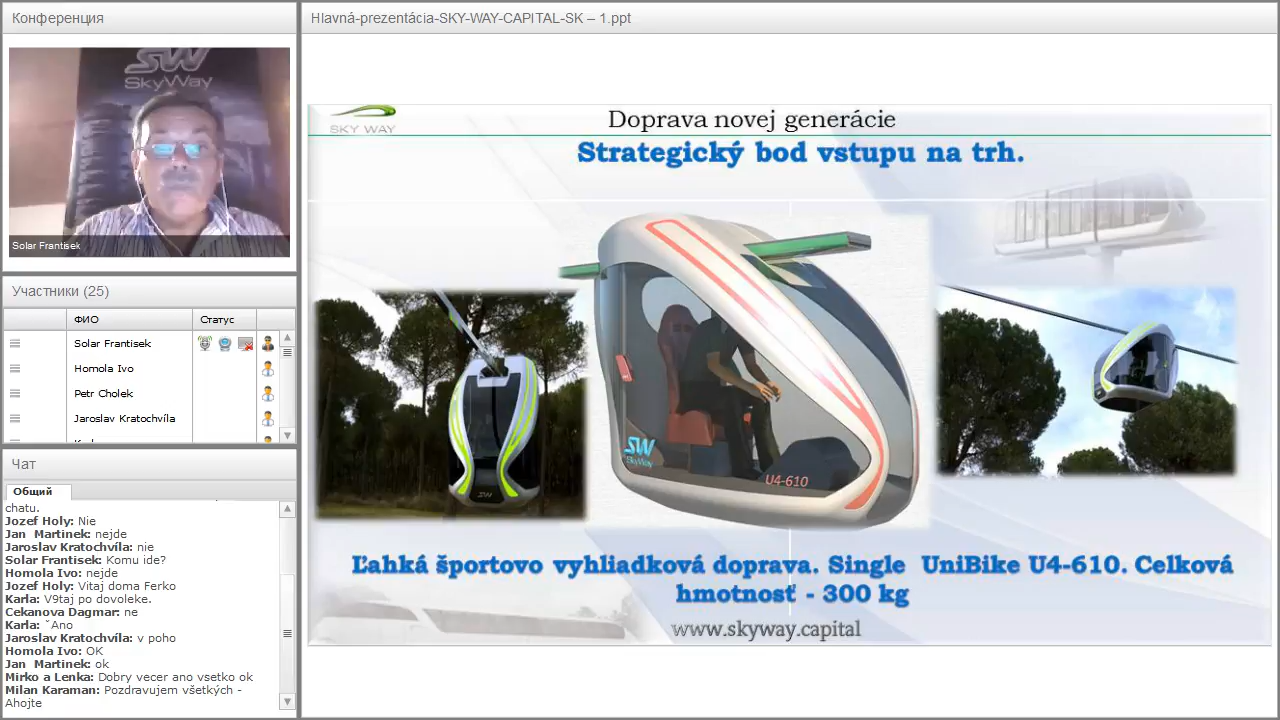 Конференция
SW
SkyWay
Solar Frantisek
Участники (25)
ФИО
Статус
Solar Frantisek
Homola Ivo
Petr Cholek
Jaroslav Kratochvíla
Чат
Общий
chatu.
Jozef Holy: Nie
Jan Martinek: nejde
Jaroslav Kratochvíla: nie
Solar Frantisek: Komu ide?
Homola Ivo: nejde
Jozef Holy: Vitaj doma Ferko
Karla: V9taj po dovoleke.
Cekanova Dagmar: ne
Karla: ˇAno
Jaroslav Kratochvíla: v poho
Homola Ivo: OK
Jan Martinek: ok
Mirko a Lenka: Dobry vecer ano vsetko ok
Milan Karaman: Pozdravujem všetkých -
Ahojte
Hlavná-prezentácia-SKY-WAY-CAPITAL-SK – 1.ppt
SKY WAY
Doprava novej generácie
Strategický bod vstupu na trh.
SW
SkyWay
U4-610
SW
Ľahká športovo vyhliadková doprava. Single UniBike U4-610. Celková
hmotnosť - 300 kg
www.skyway.capital